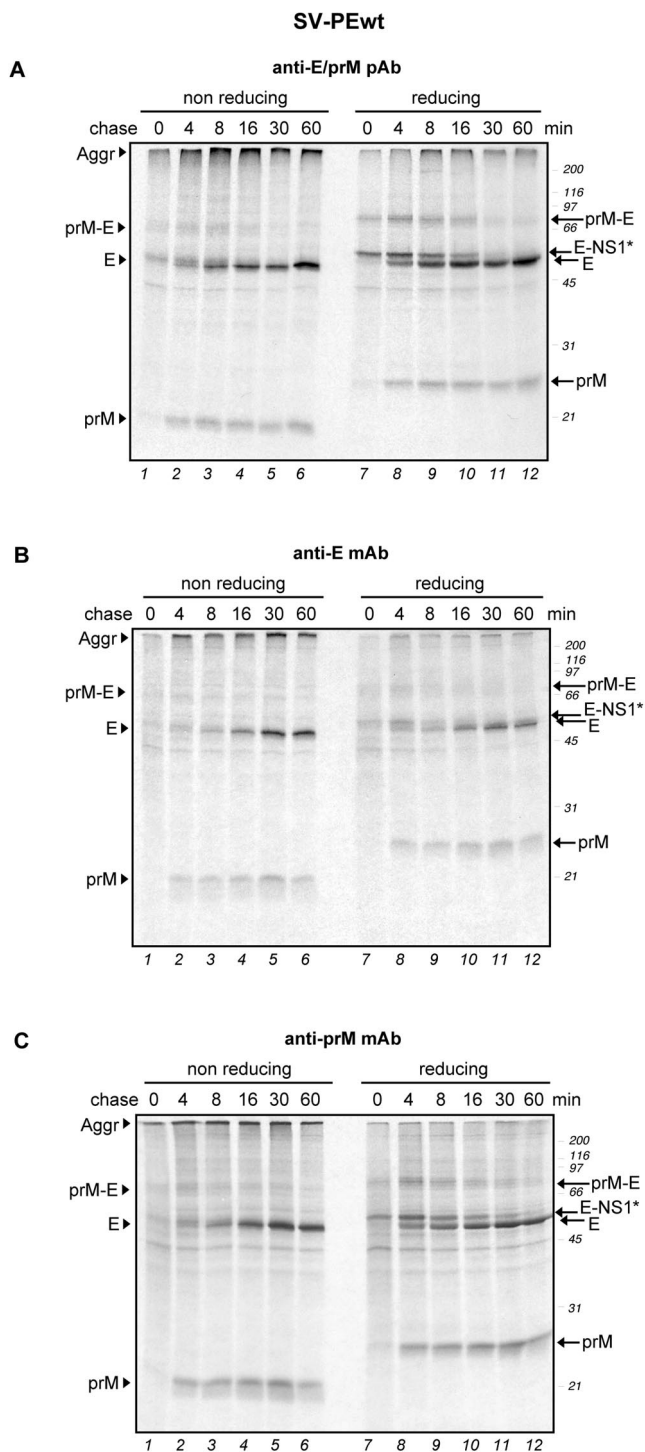 SV-PEwt
A
anti-E/prM pAb
non reducing reducing
chase 0 4 8 16 30 60 0 4 8 16 30 60 min
Aggr
200
116
97
prM-E
prM-E
66
E-NS1*
E
E
45
31
prM
prM
21
1 2 3 4 5 6 7 8 9 10 11 12
B
anti-E mAb
non reducing reducing
chase 0 4 8 16 30 60 0 4 8 16 30 60 min
Aggr
200
116
97
prM-E
prM-E
66
E-NS1*
E
E
45
31
prM
prM
21
1 2 3 4 5 6 7 8 9 10 11 12
C
anti-prM mAb
non reducing reducing
chase 0 4 8 16 30 60 0 4 8 16 30 60 min
Aggr
200
116
97
prM-E
prM-E
66
E-NS1*
E
E
45
31
prM
prM
21
1 2 3 4 5 6 7 8 9 10 11 12